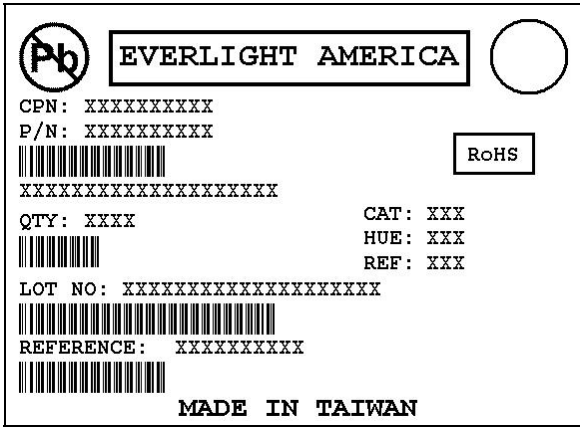 Pb EVERLIGHT AMERICA
CPN: XXXXXXXXXX
P/N: XXXXXXXXXX
RoHS
XXXXXXXXXXXXXXXXXXXX
QTY: XXXX
CAT: XXX
HUE: XXX
REF: XXX
LOT NO: XXXXXXXXXXXXXXXXXXXX
REFERENCE: XXXXXXXXXX
MADE IN TAIWAN